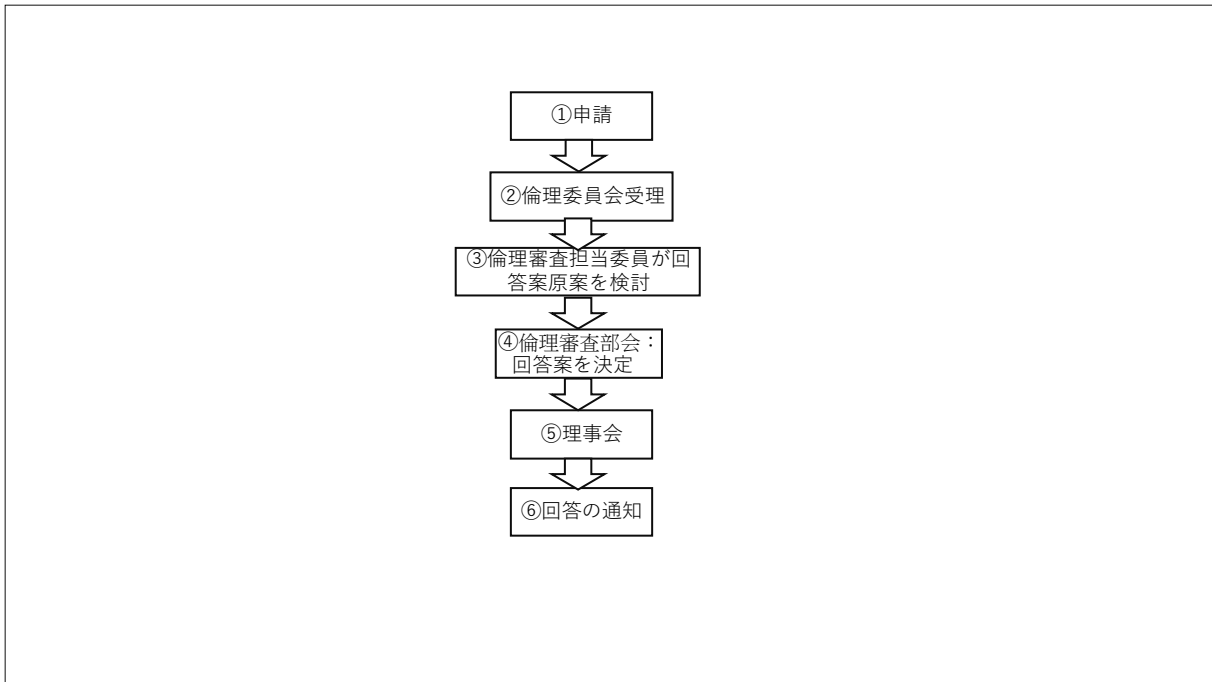 ①申請
②倫理委員会受理
③倫理審査担当委員が回
答案原案を検討
④倫理審査部会：
回答案を決定
⑤理事会
⑥回答の通知